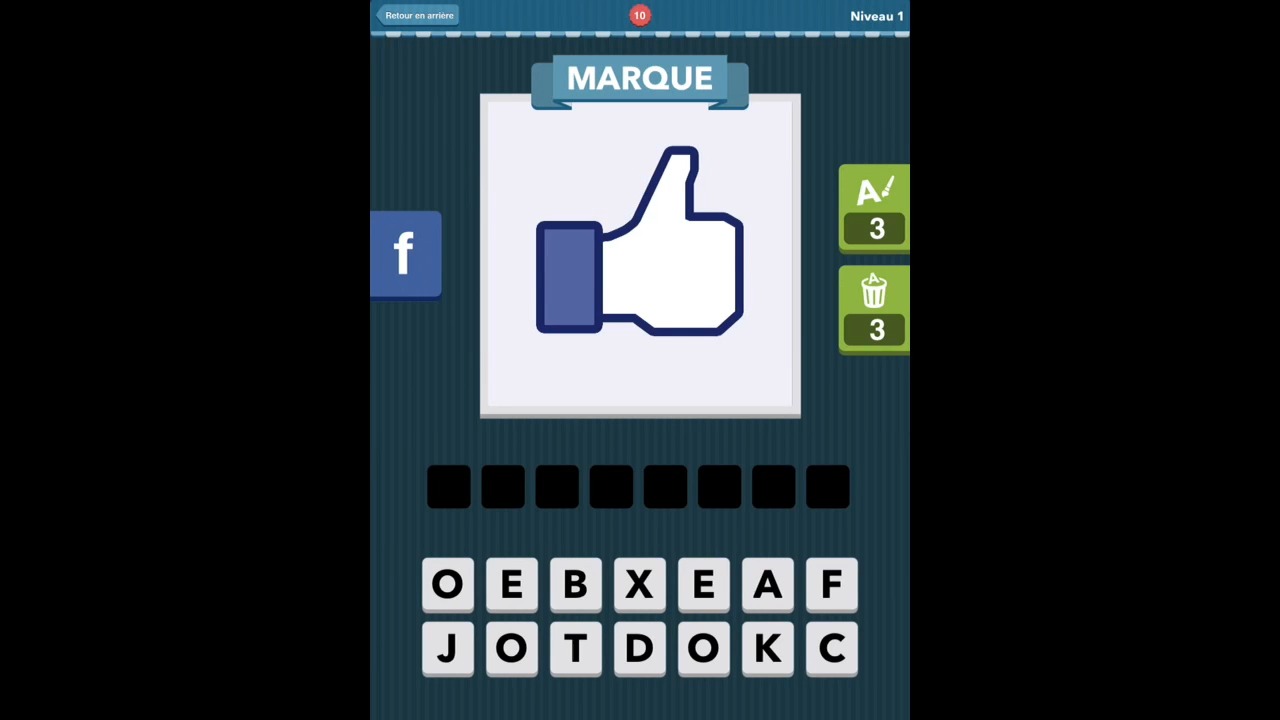 Retour en arrière 10 Niveau 1
MARQUE
A
3
f
A
3
O E B X E A F
J O T D O K C